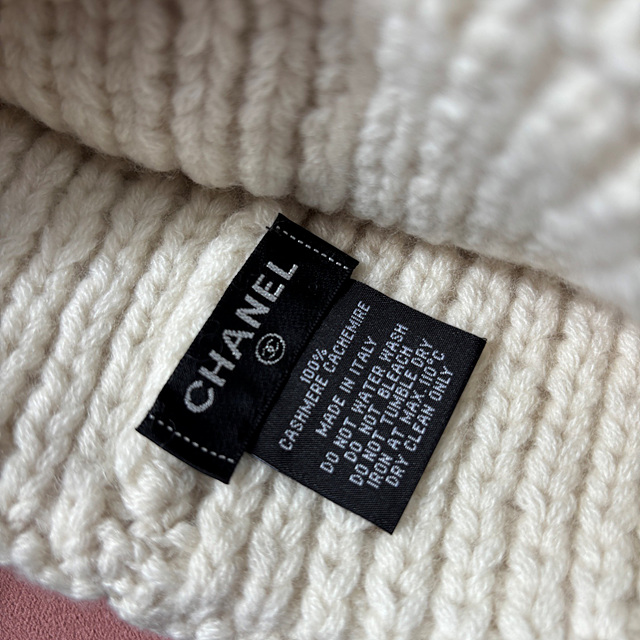 CHANEL
®
100%
CASHMERE CACHEMIRE
MADE IN ITALY
DO NOT WATER WASH
DO NOT BLEACH
DO NOT TUMBLE DRY
IRON AT MAX 110°C
DRY CLEAN ONLY